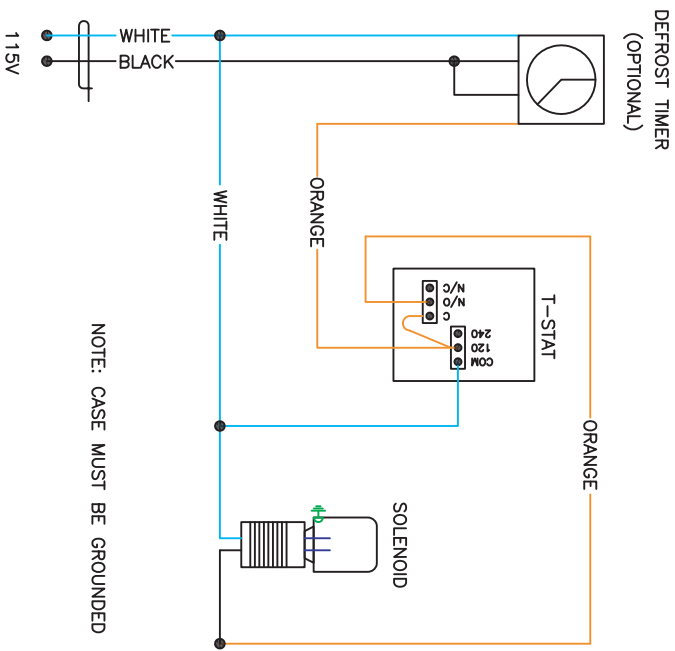 DEFROST TIMER
(OPTIONAL)
WHITE
BLACK
115V
WHITE
ORANGE
T-STAT
N/C
N/O
C
240
120
COM
ORANGE
SOLENOID
NOTE: CASE MUST BE GROUNDED